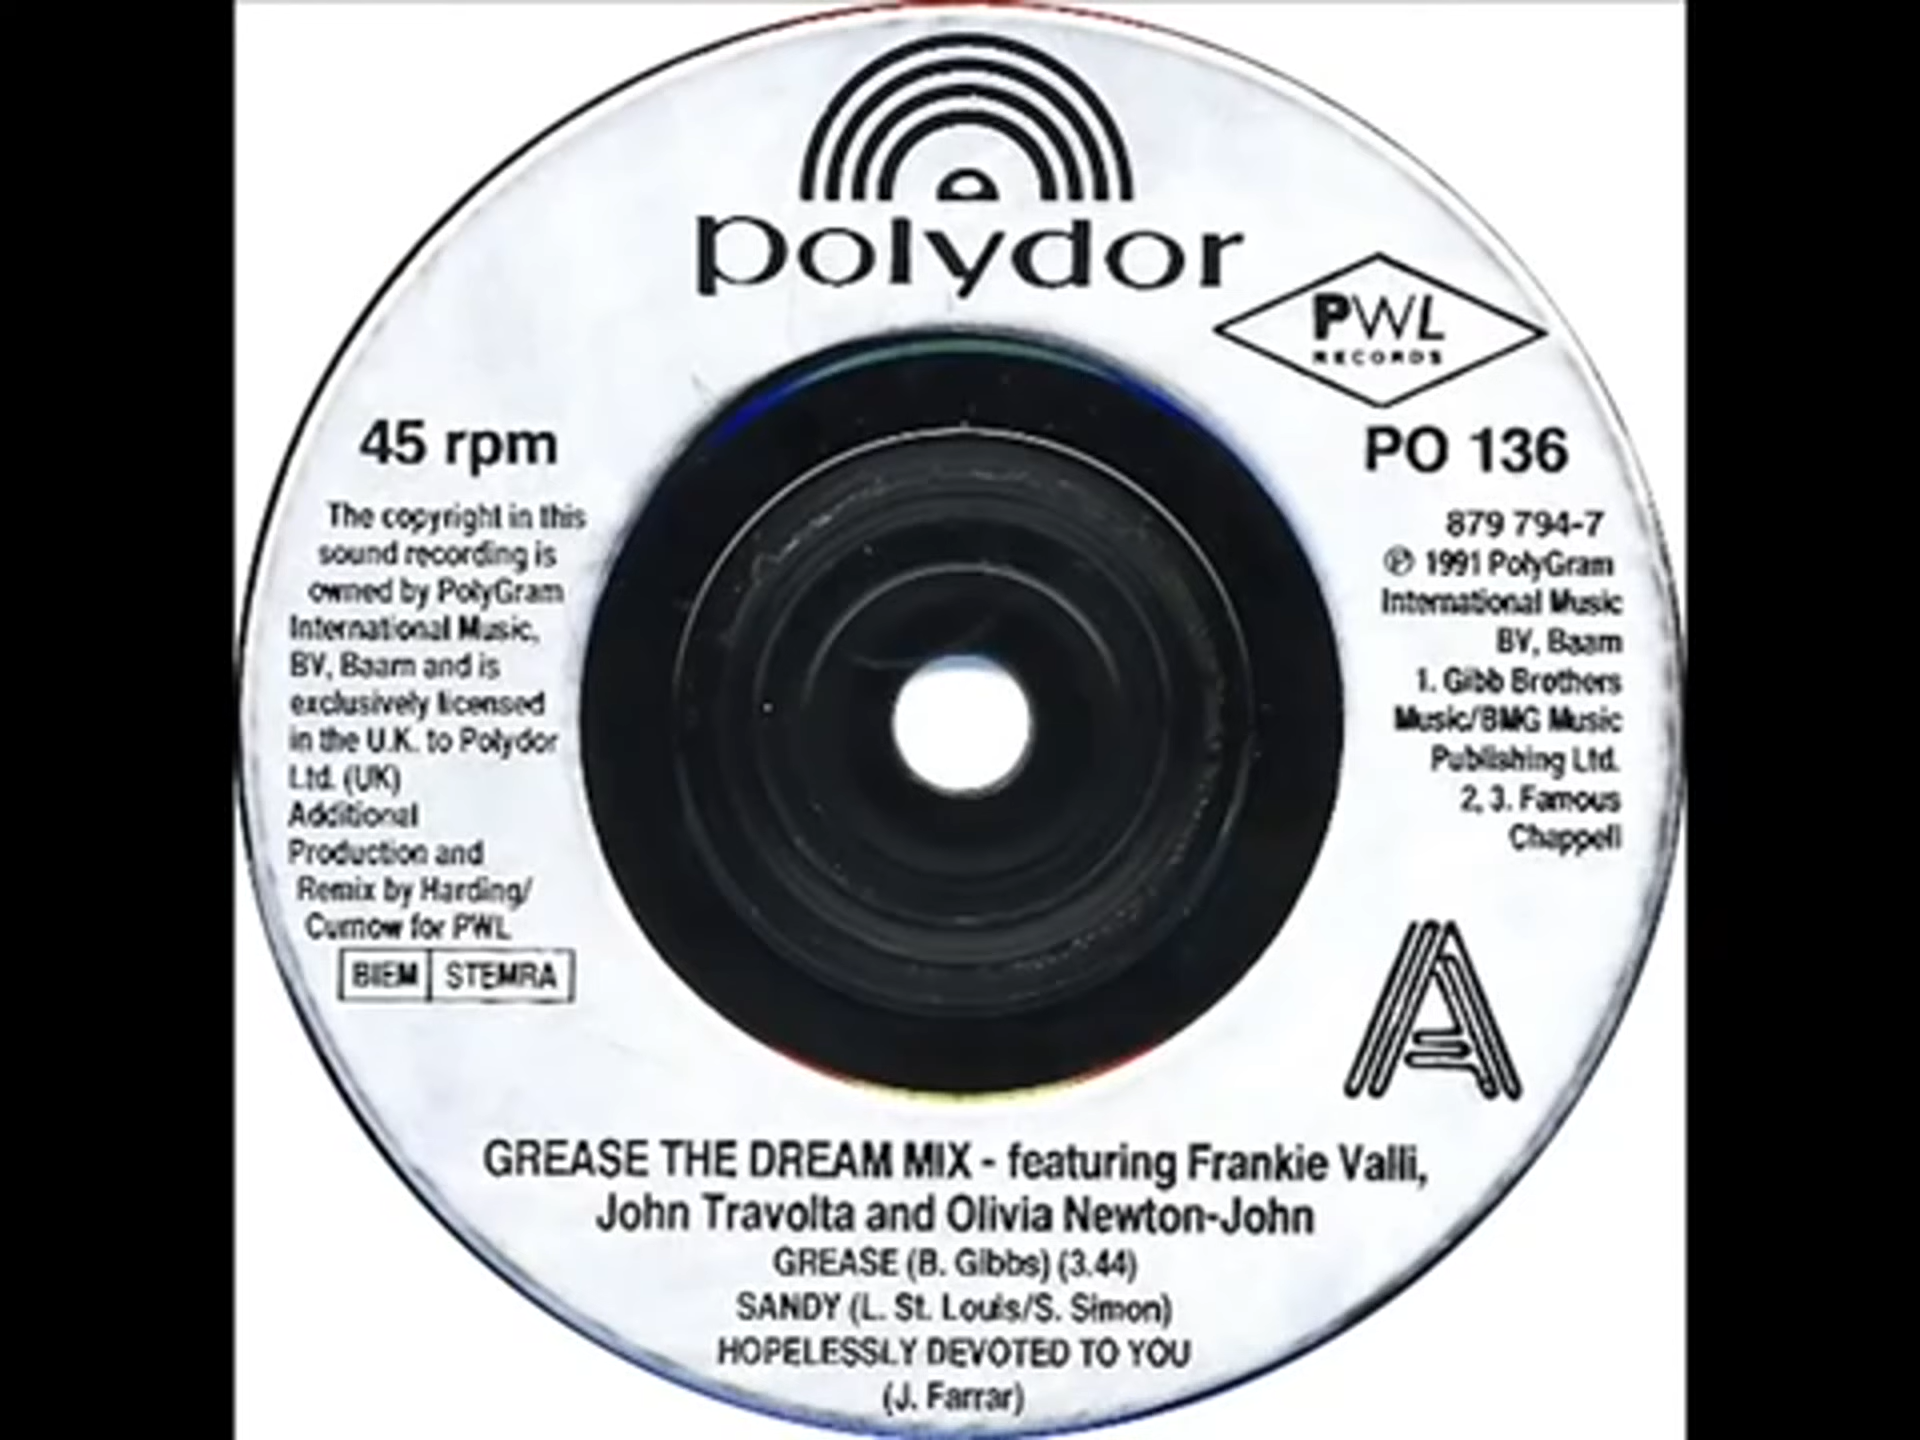 polydor
PWL
RECORDS
45 rpm
PO 136
The copyright in this
sound recording is
owned by PolyGram
International Music,
BV, Baarn and is
exclusively licensed
in the U.K. to Polydor
Ltd. (UK)
Additional
Production and
Remix by Harding/
Curnow for PWL
BIEM STEMRA
879 794-7
℗ 1991 PolyGram
International Music
BV, Baarn
1. Gibb Brothers
Music/BMG Music
Publishing Ltd.
2, 3. Famous
Chappell
A
GREASE THE DREAM MIX - featuring Frankie Valli,
John Travolta and Olivia Newton-John
GREASE (B. Gibbs) (3.44)
SANDY (L. St. Louis/S. Simon)
HOPELESSLY DEVOTED TO YOU
(J. Farrar)